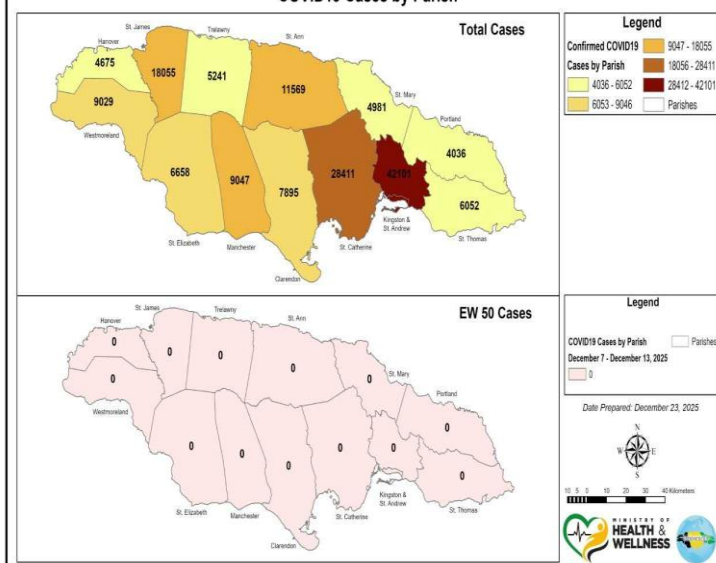 COVID19 Cases by Parish
Total Cases
Hanover
St. James
Trelawny
St. Ann
St. Mary
Portland
4675
18055
5241
11569
4981
9029
4036
6658
9047
7895
28411
42101
6052
Westmoreland
St. Elizabeth
Manchester
Clarendon
St. Catherine
Kingston &
St. Andrew
St. Thomas
Legend
Confirmed COVID19
Cases by Parish
4036 - 6052
6053 - 9046
9047 - 18055
18056 - 28411
28412 - 42101
Parishes
EW 50 Cases
Hanover
St. James
Trelawny
St. Ann
St. Mary
Portland
0
0
0
0
0
0
0
0
0
0
0
0
0
Westmoreland
St. Elizabeth
Manchester
Clarendon
St. Catherine
Kingston &
St. Andrew
St. Thomas
Legend
COVID19 Cases by Parish
Parishes
December 7 - December 13, 2025
0
Date Prepared: December 23, 2025
N
W E
S
10 5 0 10 20 30 40 Kilometers
MINISTRY OF
HEALTH &
WELLNESS